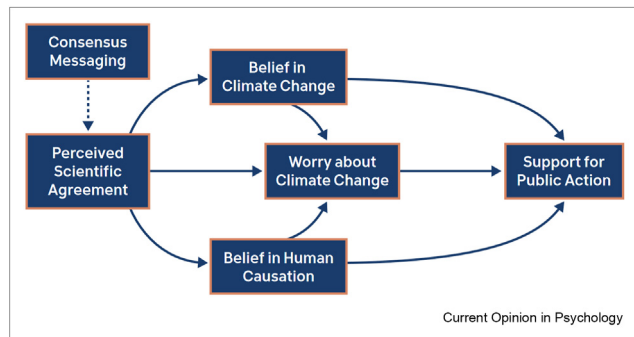 Consensus
Messaging
Belief in
Climate Change
Perceived
Scientific
Agreement
Worry about
Climate Change
Support for
Public Action
Belief in Human
Causation
Current Opinion in Psychology